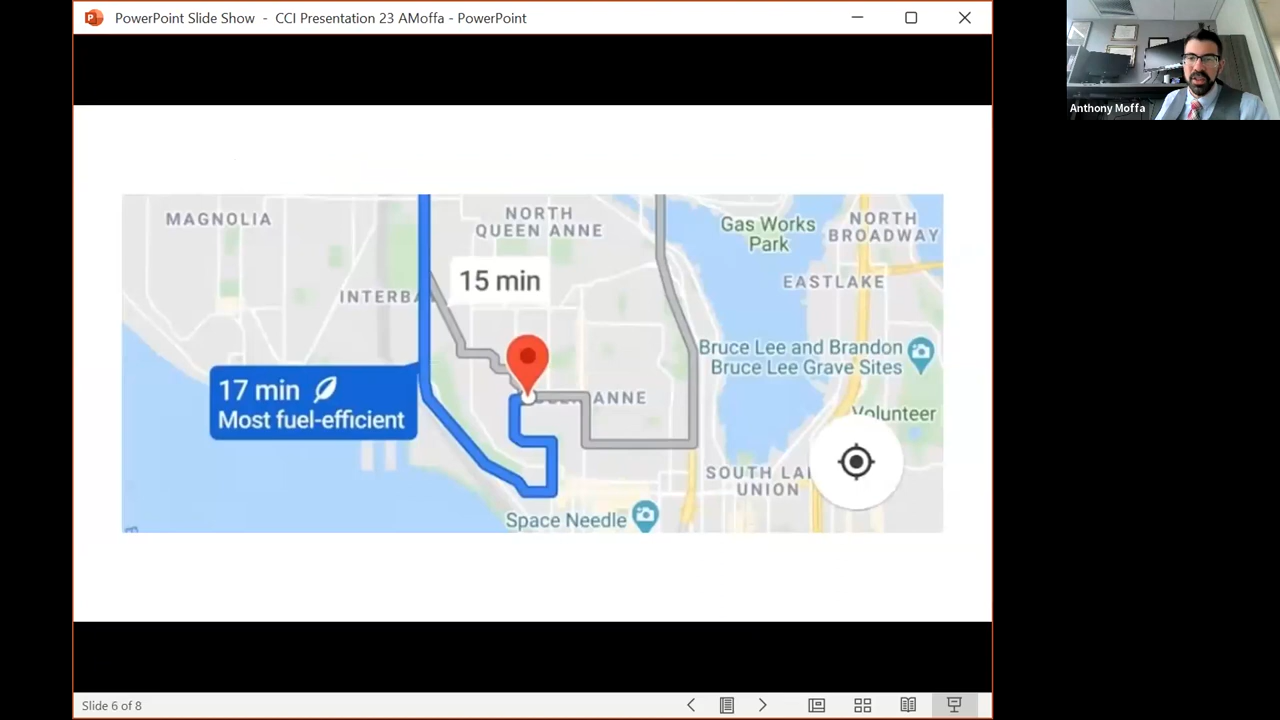 PowerPoint Slide Show - CCI Presentation 23 AMoffa - PowerPoint
Anthony Moffa
MAGNOLIA
NORTH
QUEEN ANNE
Gas Works
Park
NORTH
BROADWAY
15 min
INTERBA
EASTLAKE
Bruce Lee and Brandon
Bruce Lee Grave Sites
17 min
Most fuel-efficient
ANNE
Volunteer
SOUTH LA
UNION
Space Needle
Slide 6 of 8